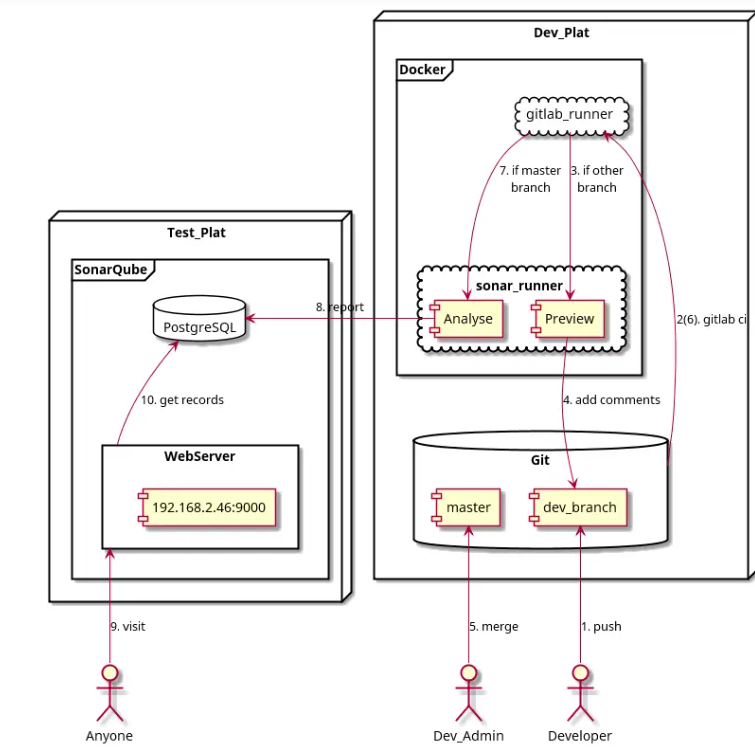 Dev_Plat
Docker
gitlab_runner
7. if master
branch
3. if other
branch
Test_Plat
SonarQube
sonar_runner
PostgreSQL
8. report
Analyse
Preview
2(6). gitlab ci
10. get records
4. add comments
WebServer
Git
192.168.2.46:9000
master
dev_branch
9. visit
5. merge
1. push
Anyone
Dev_Admin
Developer